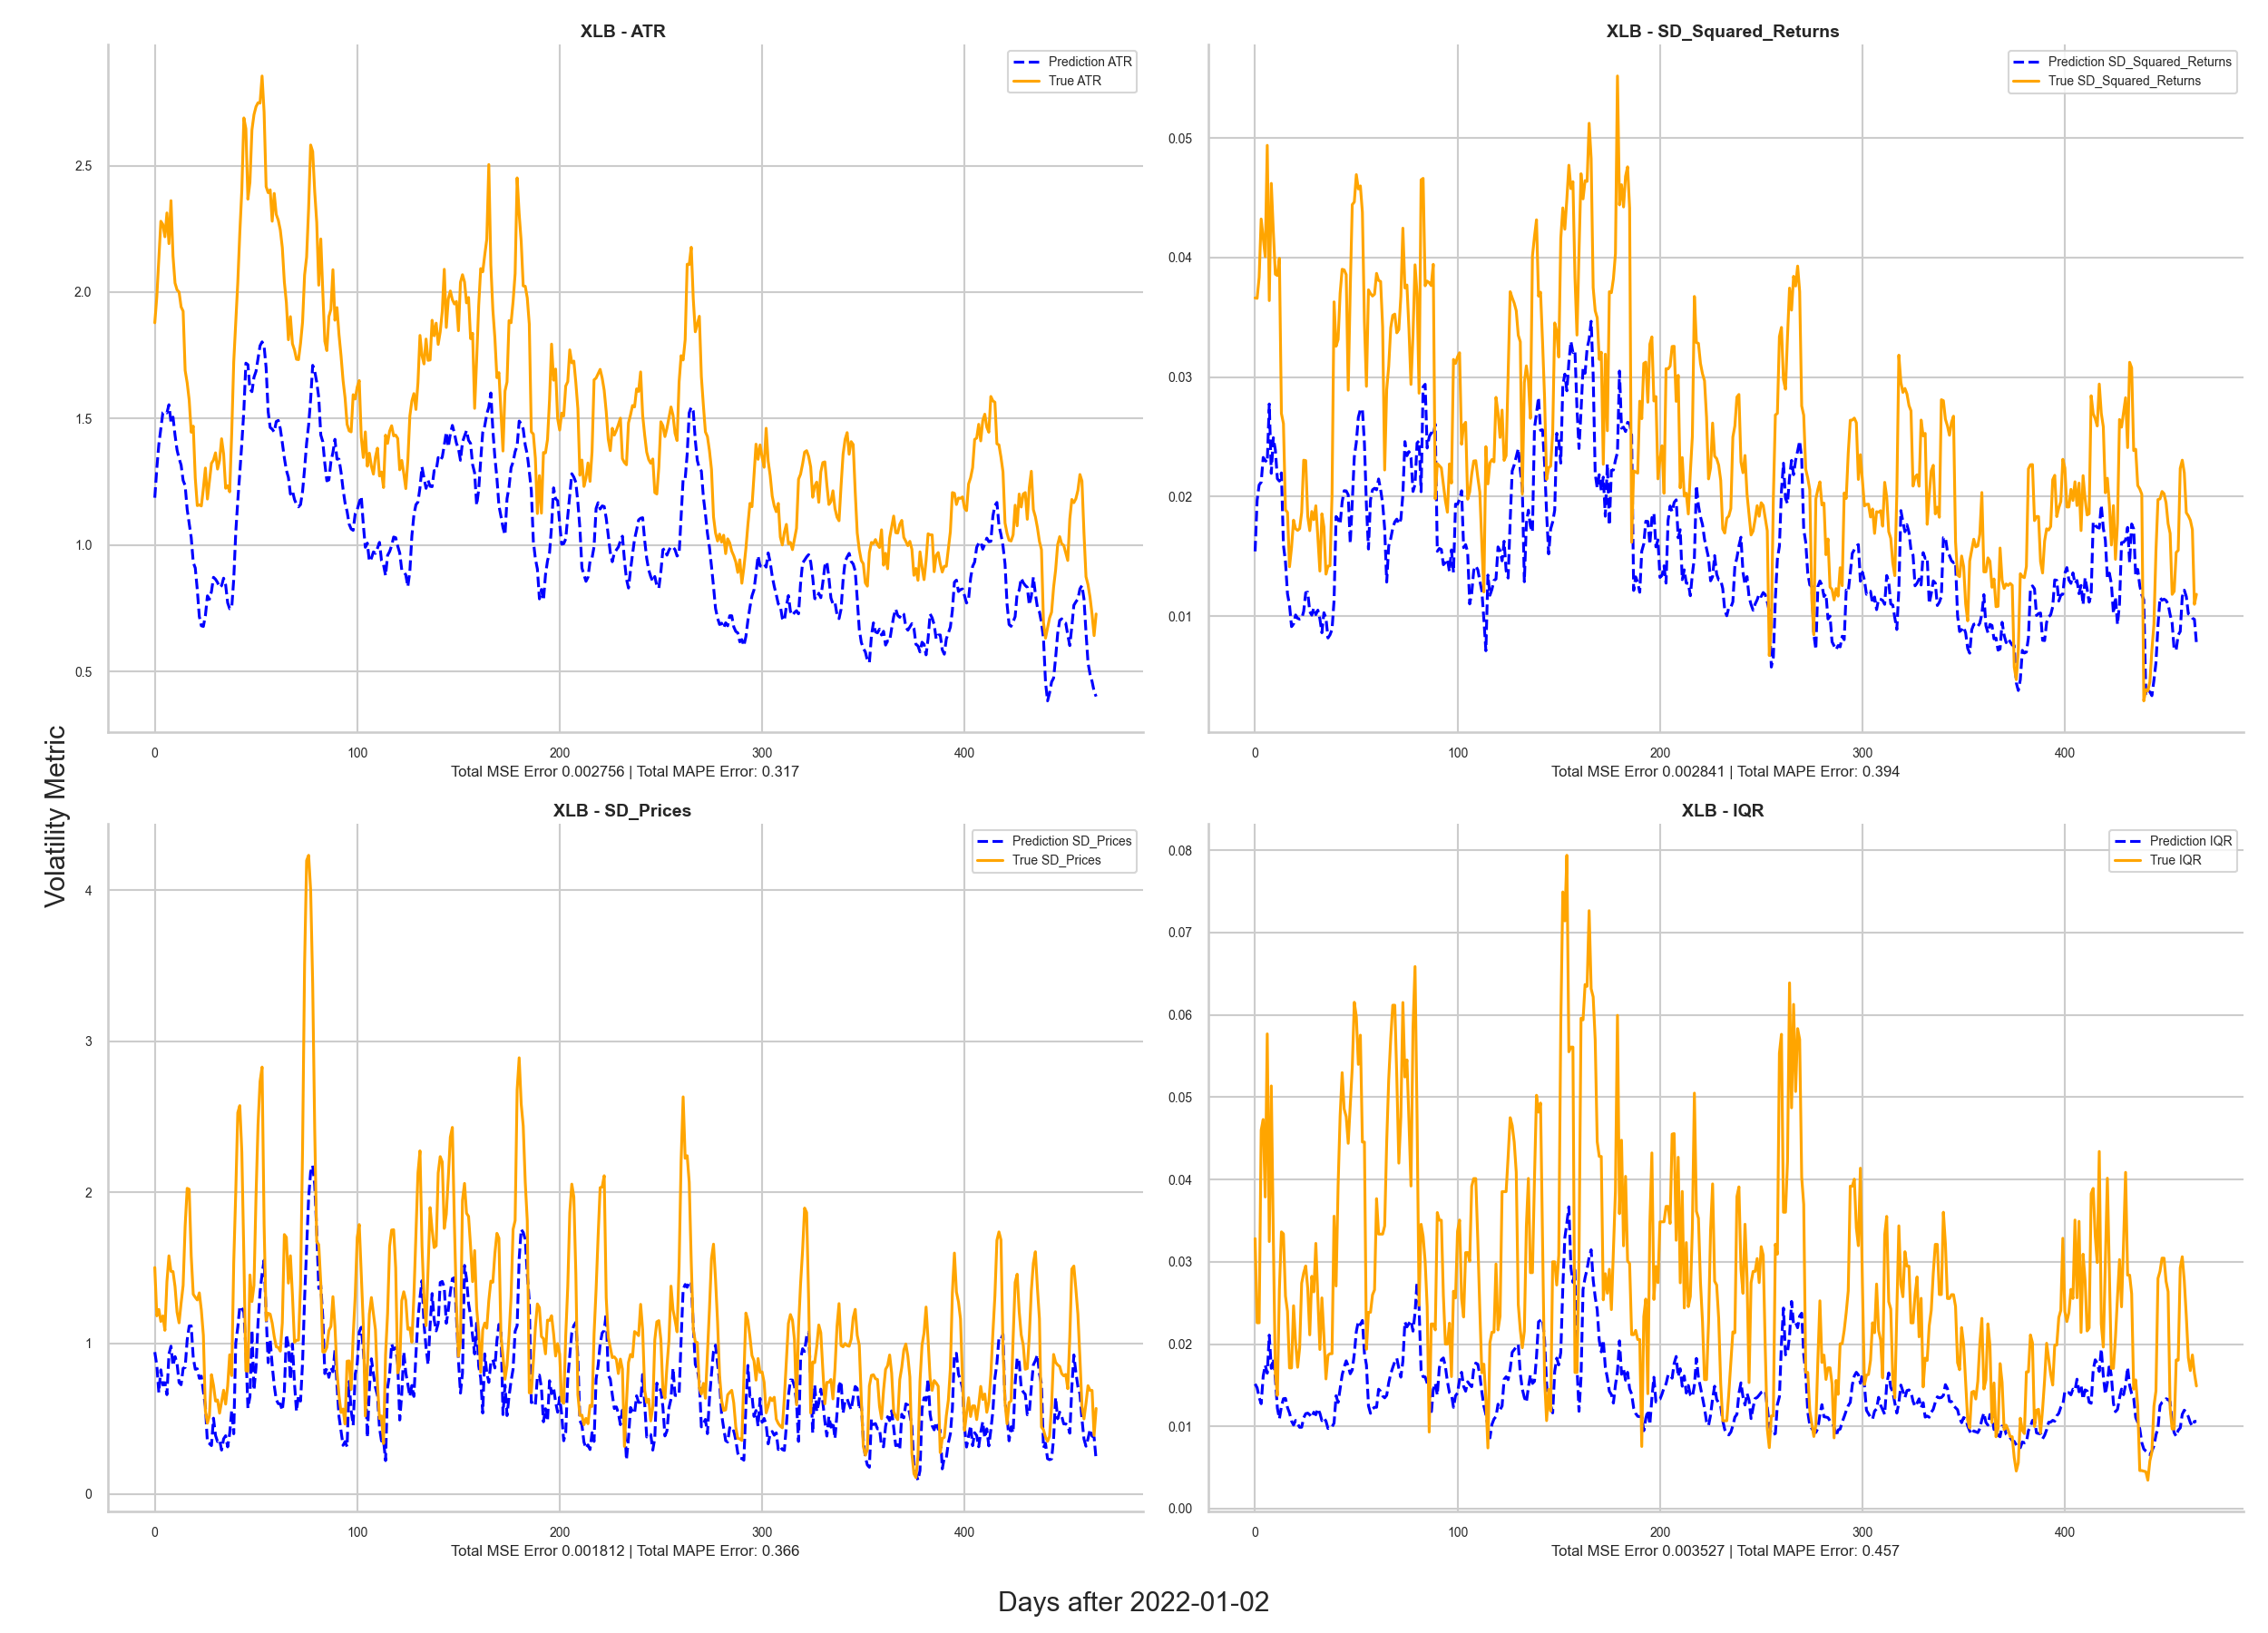 XLB - ATR
Prediction ATR
True ATR
2.5
2.0
1.5
1.0
0.5
0 100 200 300 400
Total MSE Error 0.002756 | Total MAPE Error: 0.317
XLB - SD_Squared_Returns
Prediction SD_Squared_Returns
True SD_Squared_Returns
0.05
0.04
0.03
0.02
0.01
0 100 200 300 400
Total MSE Error 0.002841 | Total MAPE Error: 0.394
Volatility Metric
XLB - SD_Prices
Prediction SD_Prices
True SD_Prices
4
3
2
1
0
0 100 200 300 400
Total MSE Error 0.001812 | Total MAPE Error: 0.366
XLB - IQR
Prediction IQR
True IQR
0.08
0.07
0.06
0.05
0.04
0.03
0.02
0.01
0.00
0 100 200 300 400
Total MSE Error 0.003527 | Total MAPE Error: 0.457
Days after 2022-01-02